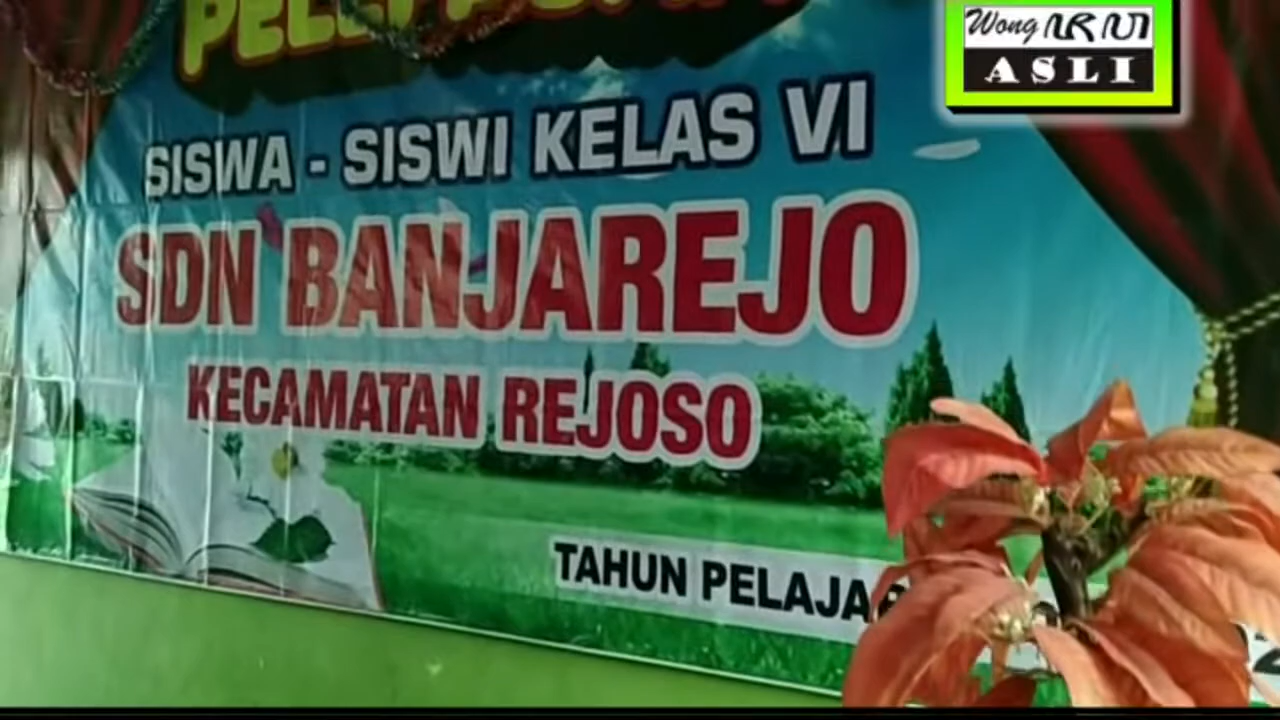 Wong
ASLI
SISWA - SISWI KELAS VI
SDN BANJAREJO
KECAMATAN REJOSO
TAHUN PELAJA